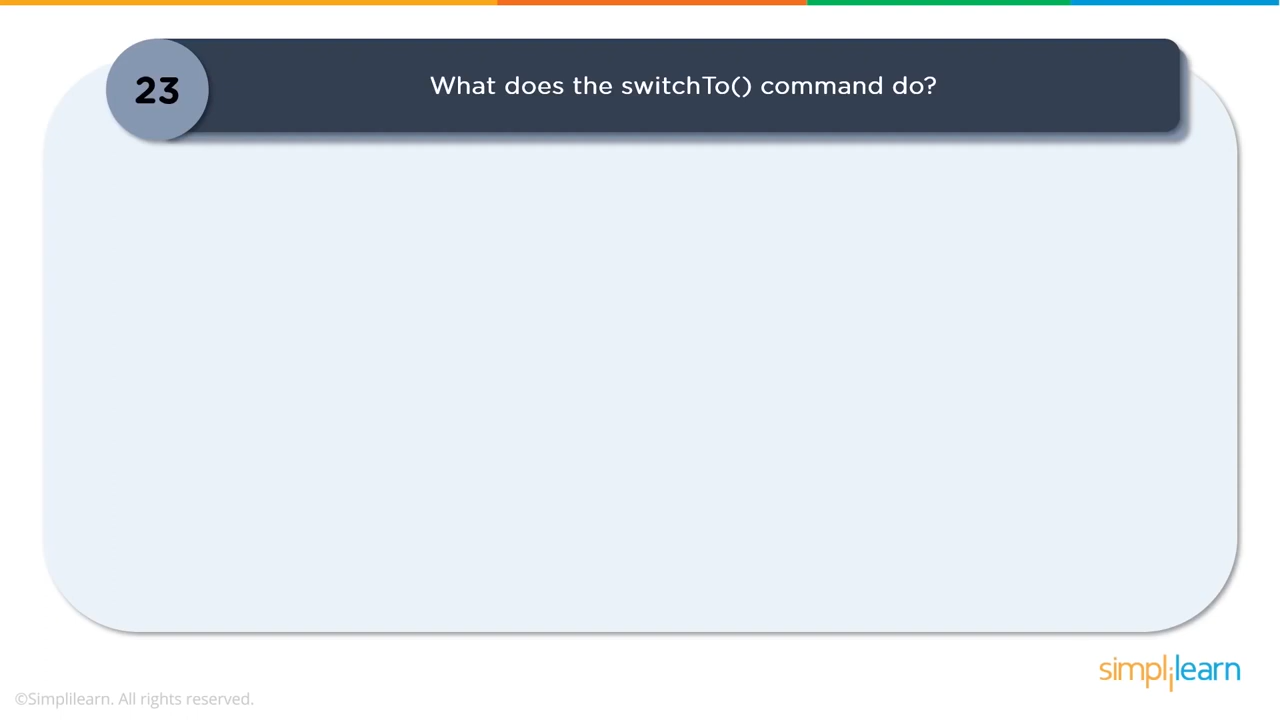 23
What does the switchTo() command do?
simplilearn
©Simplilearn. All rights reserved.